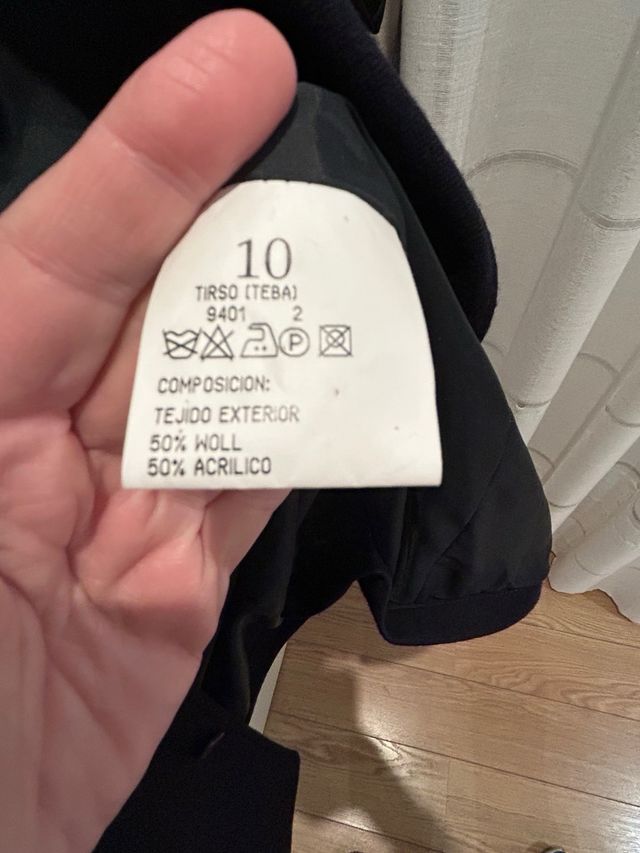 10
TIRSO (TEBA)
9401 2
P
COMPOSICION:
TEJIDO EXTERIOR
50% WOLL
50% ACRILICO